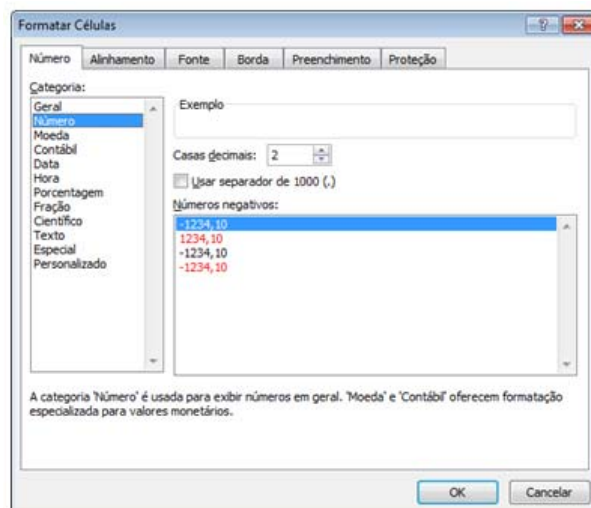 Formatar Células
Número Alinhamento Fonte Borda Preenchimento Proteção
Categoria:
Geral
Número
Moeda
Contábil
Data
Hora
Porcentagem
Fração
Científico
Texto
Especial
Personalizado
Exemplo
Casas decimais: 2
Usar separador de 1000 (.)
Números negativos:
-1234,10
1234,10
-1234,10
-1234,10
A categoria 'Número' é usada para exibir números em geral. 'Moeda' e 'Contábil' oferecem formatação
especializada para valores monetários.
OK Cancelar